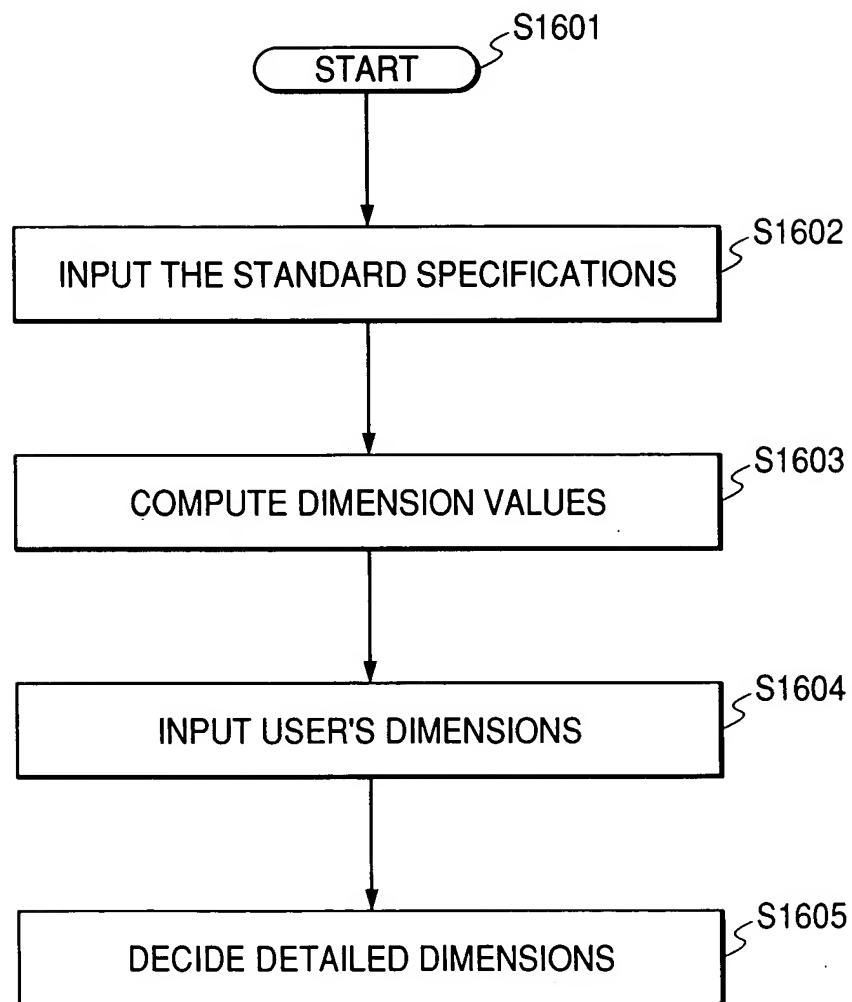 S1601
START
S1602
INPUT THE STANDARD SPECIFICATIONS
S1603
COMPUTE DIMENSION VALUES
S1604
INPUT USER'S DIMENSIONS
S1605
DECIDE DETAILED DIMENSIONS